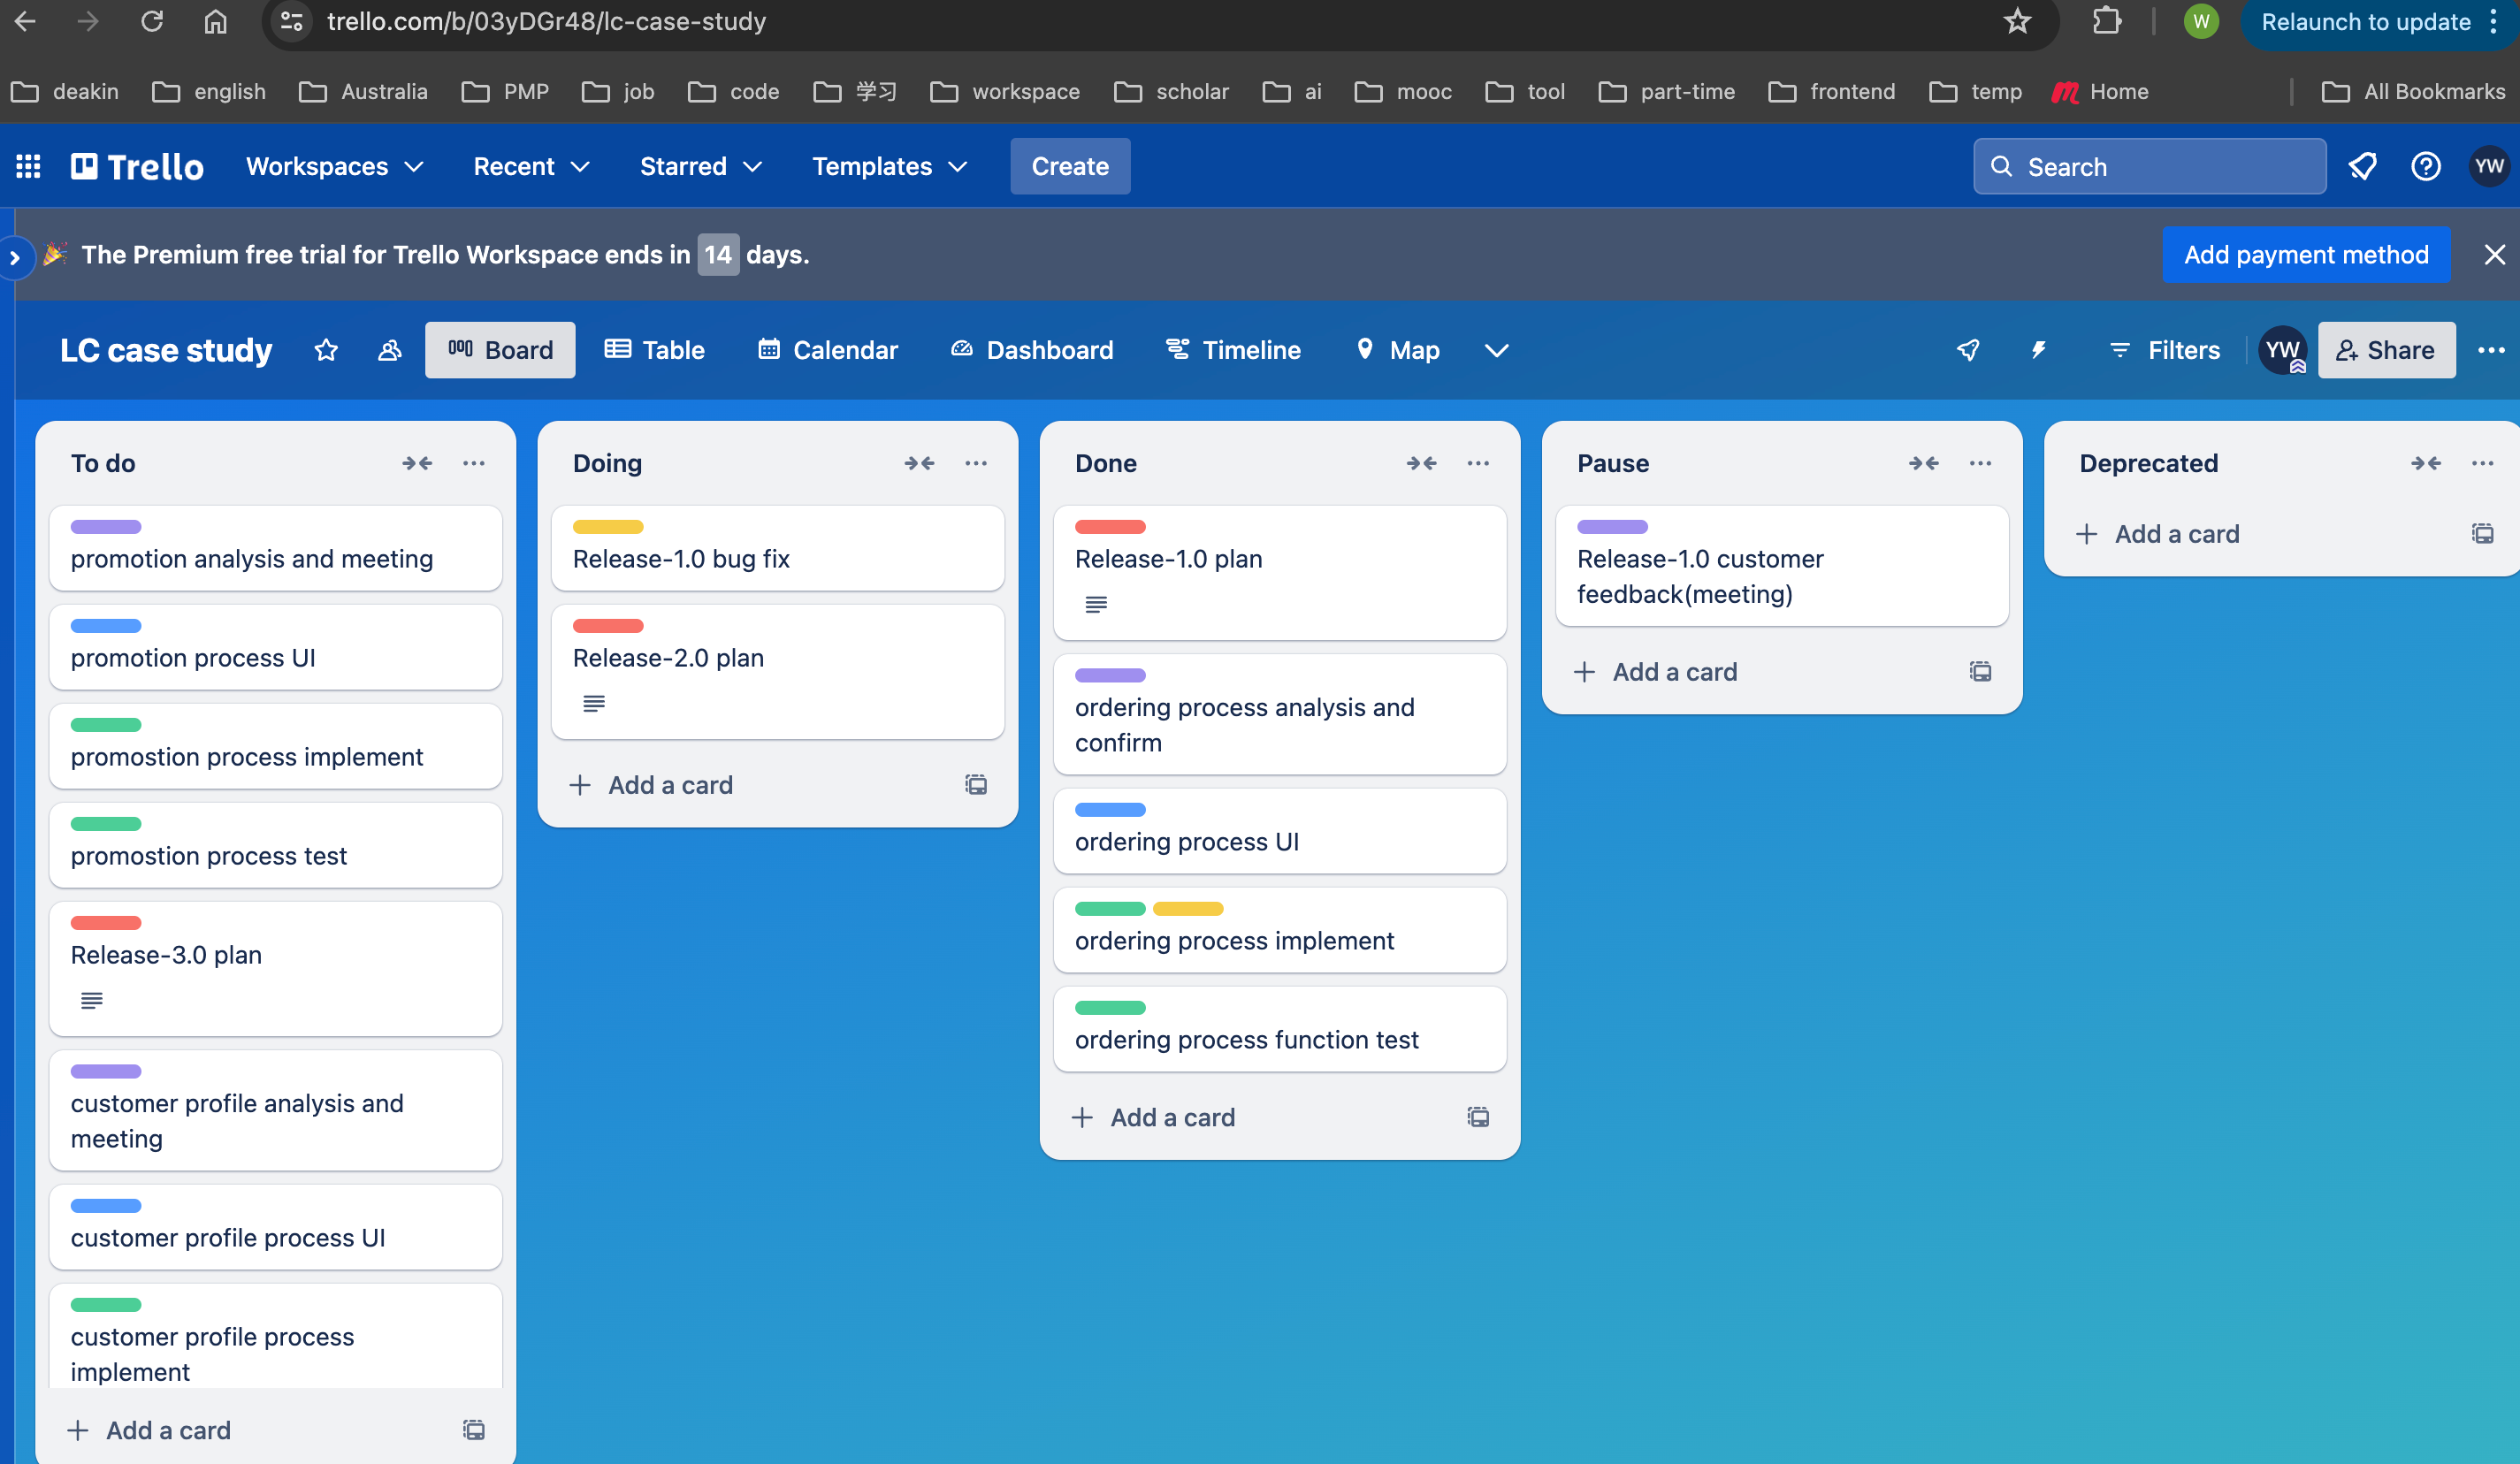 trello.com/b/03yDGr48/lc-case-study
W
Relaunch to update
deakin english Australia PMP job code 学习 workspace scholar ai mooc tool part-time frontend temp Home All Bookmarks
Trello Workspaces Recent Starred Templates Create Search YW
The Premium free trial for Trello Workspace ends in 14 days. Add payment method
LC case study Board Table Calendar Dashboard Timeline Map Filters YW Share
To do
promotion analysis and meeting
promotion process UI
promostion process implement
promostion process test
Release-3.0 plan
customer profile analysis and
meeting
customer profile process UI
customer profile process
implement
Add a card
Doing
Release-1.0 bug fix
Release-2.0 plan
Add a card
Done
Release-1.0 plan
ordering process analysis and
confirm
ordering process UI
ordering process implement
ordering process function test
Add a card
Pause
Release-1.0 customer
feedback(meeting)
Add a card
Deprecated
Add a card